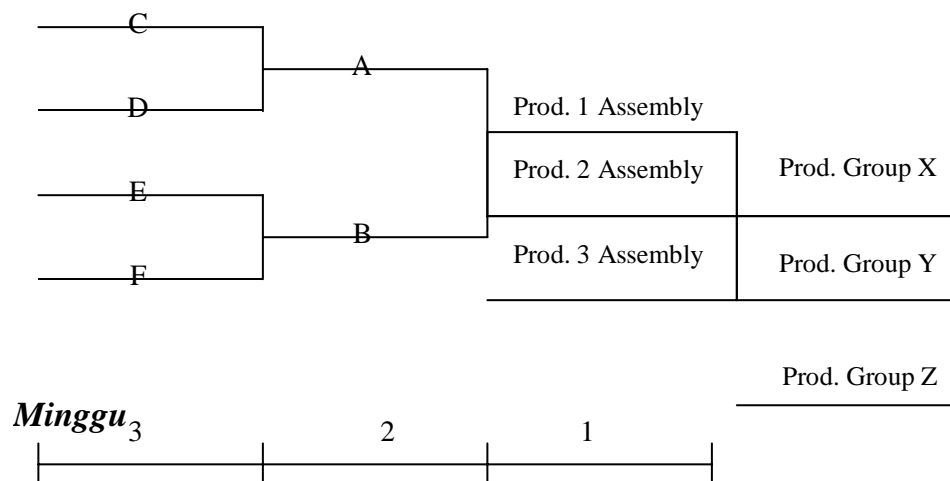 C
A
D
Prod. 1 Assembly
Prod. 2 Assembly
Prod. Group X
E
B
Prod. 3 Assembly
Prod. Group Y
F
Prod. Group Z
Minggu
3
2
1